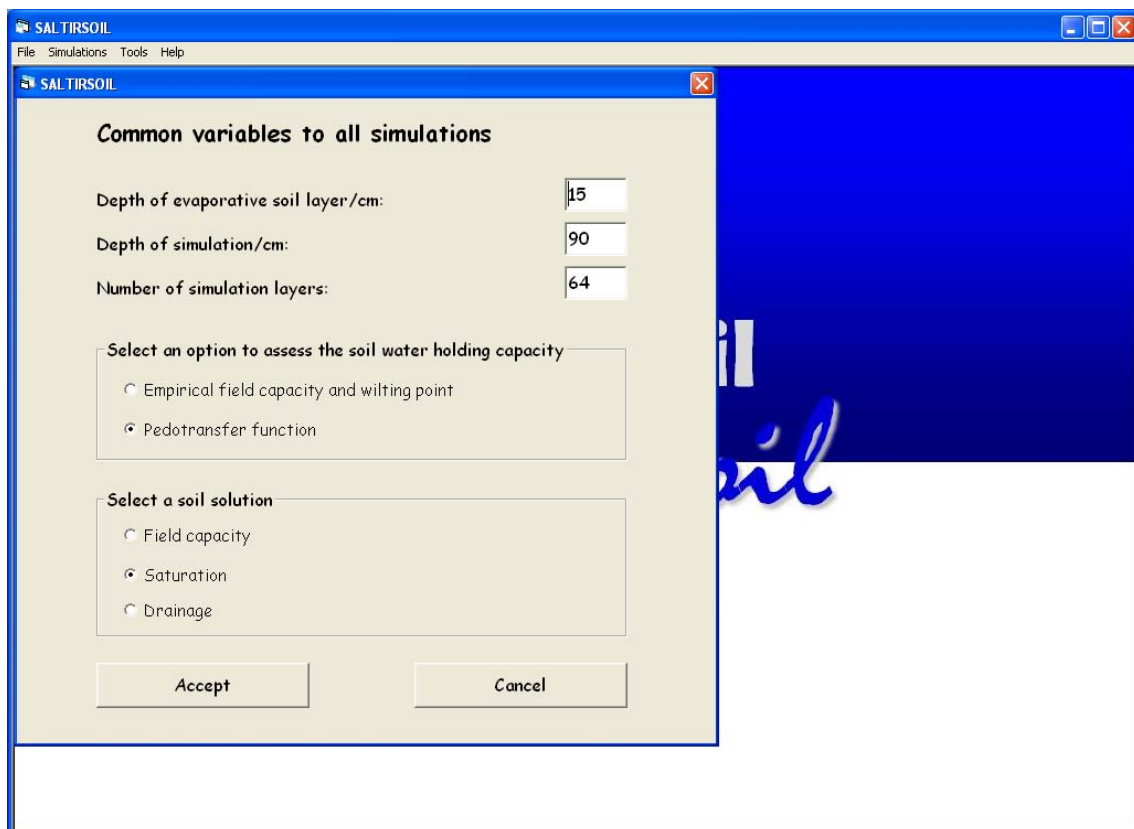 SALTIRSOIL
File Simulations Tools Help
SALTIRSOIL
Common variables to all simulations
Depth of evaporative soil layer/cm: 15
Depth of simulation/cm: 90
Number of simulation layers: 64
Select an option to assess the soil water holding capacity
Empirical field capacity and wilting point
Pedotransfer function
Select a soil solution
Field capacity
Saturation
Drainage
Accept Cancel
il
oil